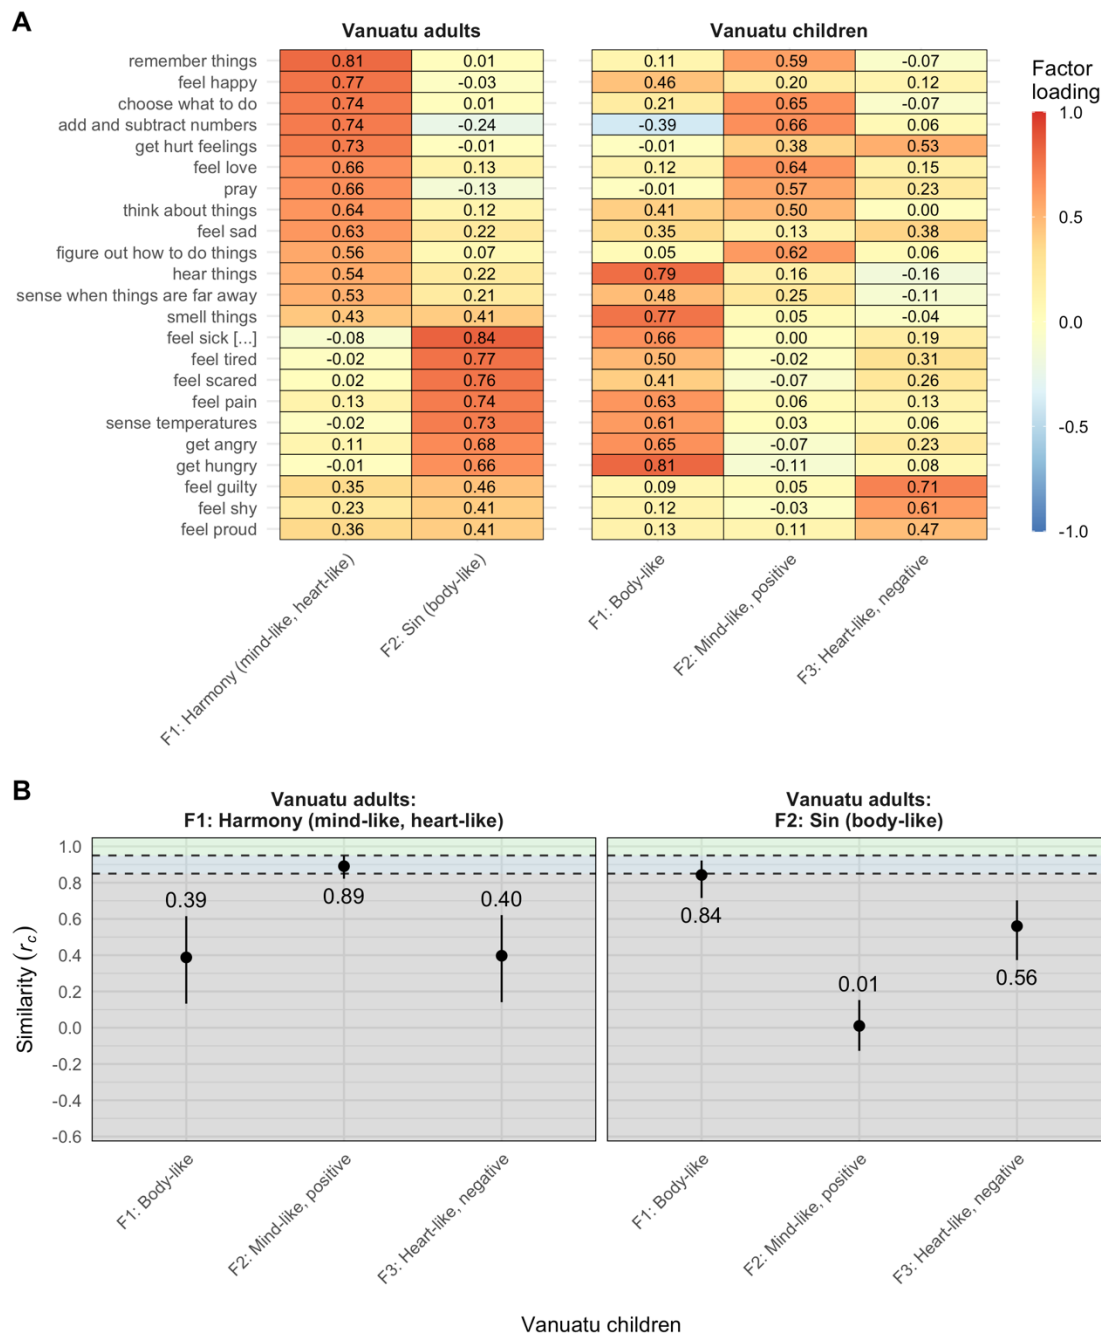 A
Vanuatu adults Vanuatu children
Factor
loading
1.0
0.5
0.0
-0.5
-1.0
remember things 0.81 0.01 0.11 0.59 -0.07
feel happy 0.77 -0.03 0.46 0.20 0.12
choose what to do 0.74 0.01 0.21 0.65 -0.07
add and subtract numbers 0.74 -0.24 -0.39 0.66 0.06
get hurt feelings 0.73 -0.01 -0.01 0.38 0.53
feel love 0.66 0.13 0.12 0.64 0.15
pray 0.66 -0.13 -0.01 0.57 0.23
think about things 0.64 0.12 0.41 0.50 0.00
feel sad 0.63 0.22 0.35 0.13 0.38
figure out how to do things 0.56 0.07 0.05 0.62 0.06
hear things 0.54 0.22 0.79 0.16 -0.16
sense when things are far away 0.53 0.21 0.48 0.25 -0.11
smell things 0.43 0.41 0.77 0.05 -0.04
feel sick [...] -0.08 0.84 0.66 0.00 0.19
feel tired -0.02 0.77 0.50 -0.02 0.31
feel scared 0.02 0.76 0.41 -0.07 0.26
feel pain 0.13 0.74 0.63 0.06 0.13
sense temperatures -0.02 0.73 0.61 0.03 0.06
get angry 0.11 0.68 0.65 -0.07 0.23
get hungry -0.01 0.66 0.81 -0.11 0.08
feel guilty 0.35 0.46 0.09 0.05 0.71
feel shy 0.23 0.41 0.12 -0.03 0.61
feel proud 0.36 0.41 0.13 0.11 0.47
F1: Harmony (mind-like, heart-like)
F2: Sin (body-like)
F1: Body-like
F2: Mind-like, positive
F3: Heart-like, negative
B
Vanuatu adults:
F1: Harmony (mind-like, heart-like)
Vanuatu adults:
F2: Sin (body-like)
Similarity (r_c)
1.0
0.8
0.6
0.4
0.2
0.0
-0.2
-0.4
-0.6
0.39
0.89
0.40
0.84
0.01
0.56
F1: Body-like
F2: Mind-like, positive
F3: Heart-like, negative
F1: Body-like
F2: Mind-like, positive
F3: Heart-like, negative
Vanuatu children